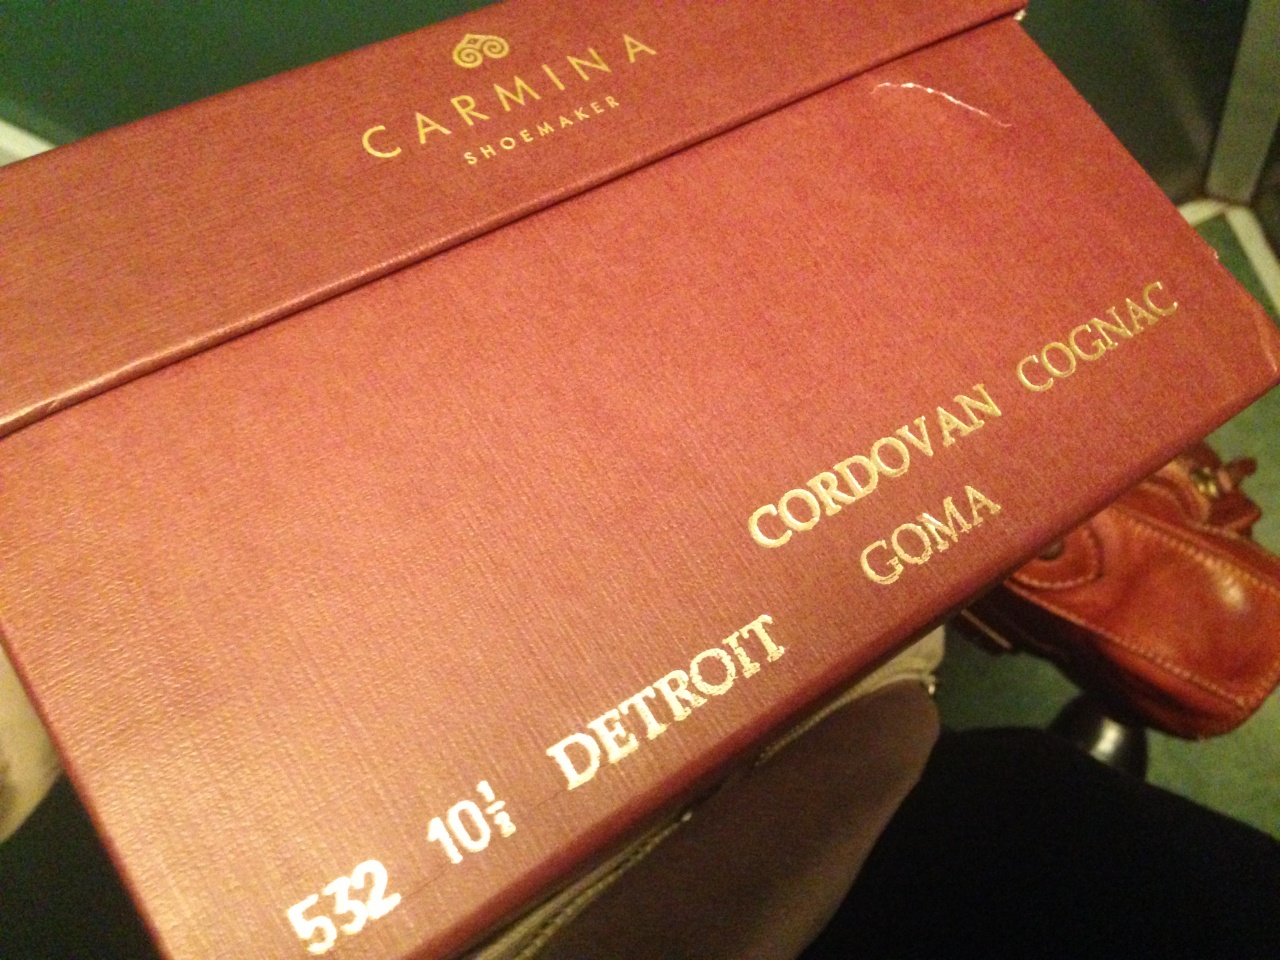 CARMINA
SHOEMAKER
CORDOVAN COGNAC
GOMA
532 10½ DETROIT